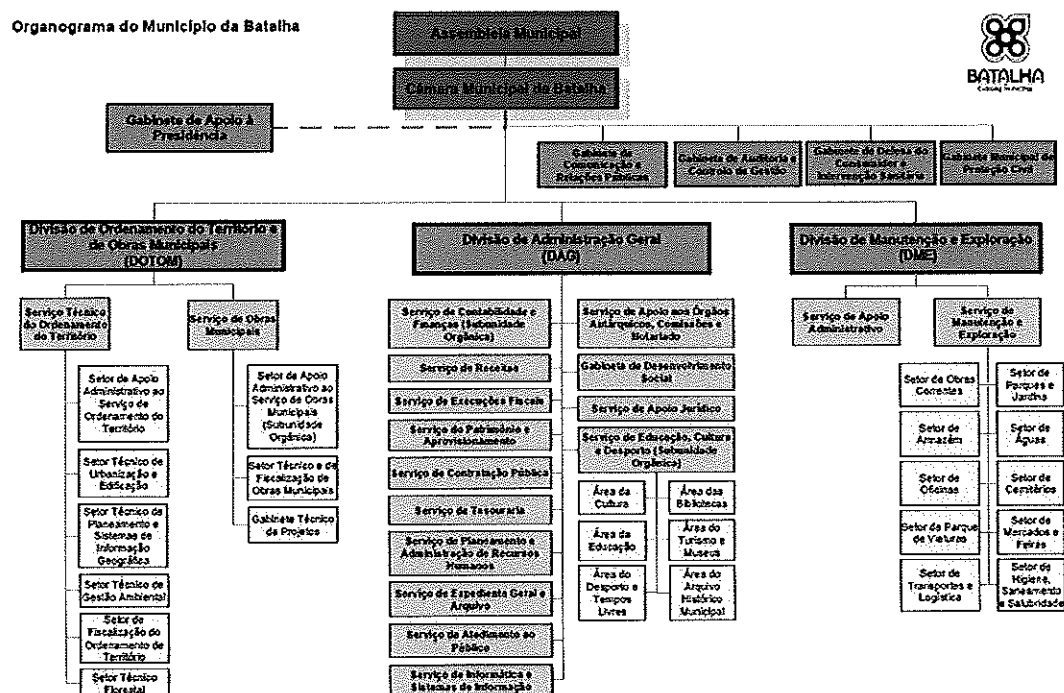 Organograma do Município da Batalha
Assembleia Municipal
Câmara Municipal da Batalha
BATALHA
Gabinete de Apoio à
Presidência
Gabinete de
Comunicação e
Relações Públicas
Gabinete de Auditoria e
Controlo de Gestão
Gabinete de Defesa do
Consumidor e
Intervenção Sanitária
Gabinete Municipal de
Proteção Civil
Divisão de Ordenamento do Território e
de Obras Municipais
(DOTOM)
Divisão de Administração Geral
(DAG)
Divisão de Manutenção e Exploração
(DME)
Serviço Técnico
do Ordenamento
do Território
Serviço de Obras
Municipais
Setor de Apoio
Administrativo ao
Serviço de
Ordenamento do
Território
Setor Técnico de
Urbanização e
Edificação
Setor Técnico de
Planeamento e
Sistemas de
Informação
Geográfica
Setor Técnico de
Gestão Ambiental
Setor de
Fiscalização do
Ordenamento de
Território
Setor Técnico
Florestal
Setor de Apoio
Administrativo ao
Serviço de Obras
Municipais
(Subunidade
Orgânica)
Setor Técnico e de
Fiscalização de
Obras Municipais
Gabinete Técnico
de Projetos
Serviço de Contabilidade e
Finanças (Subunidade
Orgânica)
Serviço de Receitas
Serviço de Execuções Fiscais
Serviço do Património e
Aprovisionamento
Serviço de Contratação Pública
Serviço de Tesouraria
Serviço de Planeamento e
Administração de Recursos
Humanos
Serviço de Expediente Geral e
Arquivo
Serviço de Atedimento ao
Público
Serviço de Informática e
Sistemas de Informação
Serviço de Apoio aos Órgãos
Autárquicos, Comissões e
Notariado
Gabinete de Desenvolvimento
Social
Serviço de Apoio Jurídico
Serviço de Educação, Cultura
e Desporto (Subunidade
Orgânica)
Área da
Cultura
Área das
Bibliotecas
Área da
Educação
Área do
Turismo e
Museus
Área do
Desporto e
Tempos
Livres
Área do
Arquivo
Histórico
Municipal
Serviço de Apoio
Administrativo
Serviço de
Manutenção e
Exploração
Setor de Obras
Correntes
Setor de
Parques e
Jardins
Setor de
Armazém
Setor de
Águas
Setor de
Oficinas
Setor de
Cemitérios
Setor de Parque
de Viaturas
Setor de
Mercados e
Feiras
Setor de
Transportes e
Logística
Setor de
Higiene,
Saneamento
e Salubridade